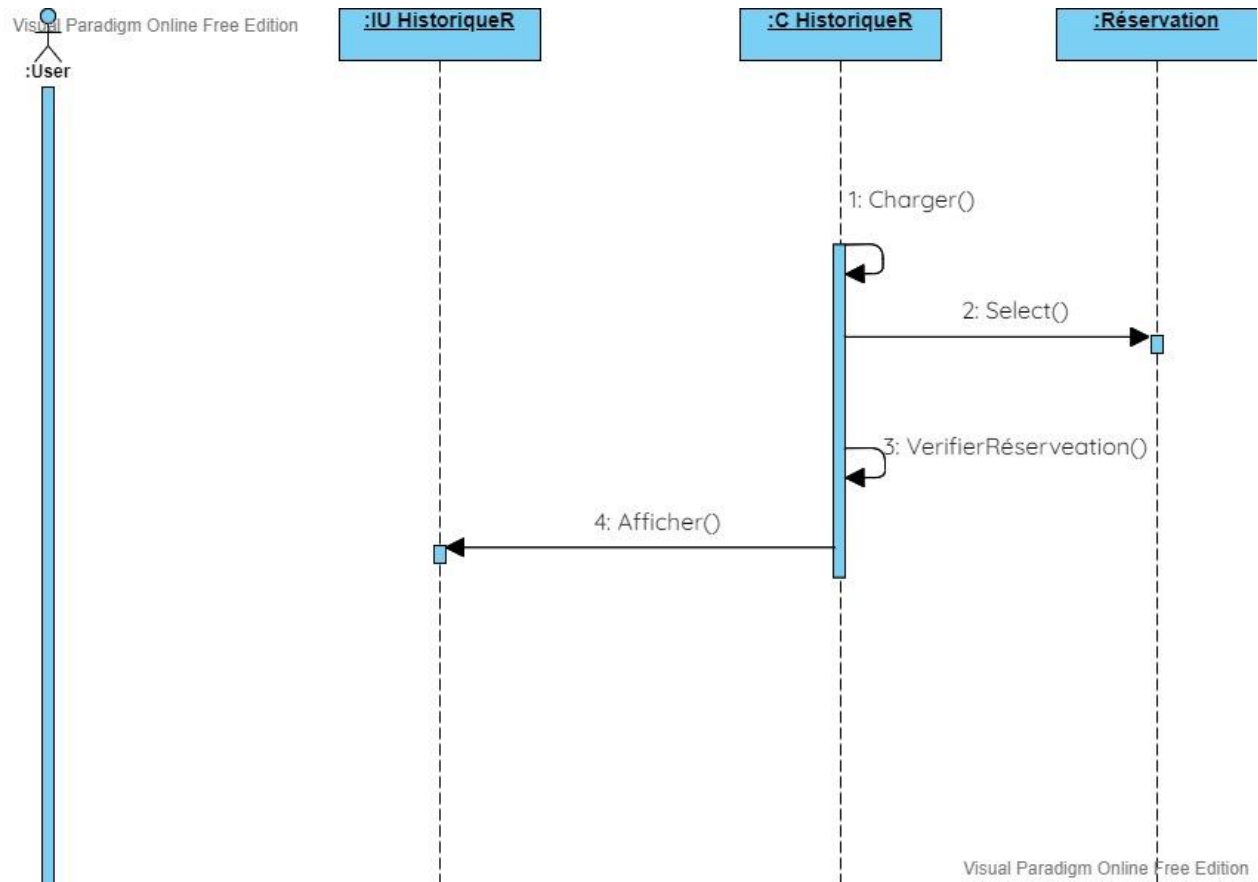 Visual Paradigm Online Free Edition
:User
:IU HistoriqueR
:C HistoriqueR
:Réservation
1: Charger()
2: Select()
3: VerifierRéserveation()
4: Afficher()
Visual Paradigm Online Free Edition